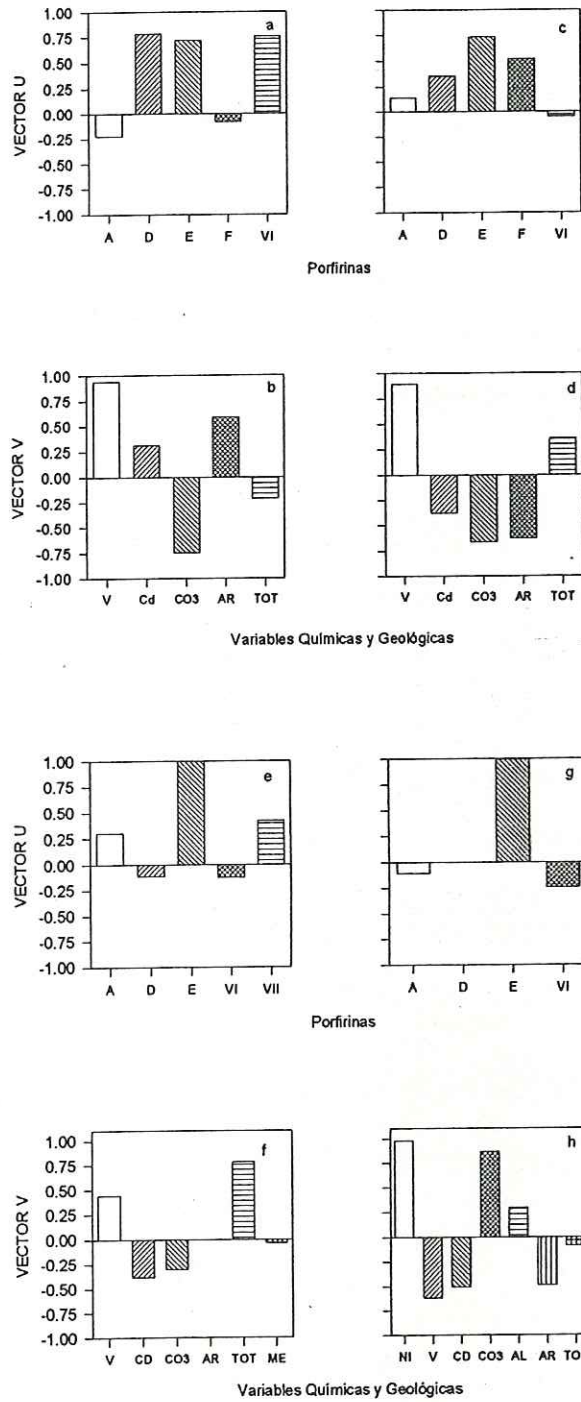 a
VECTOR U
1.00
0.75
0.50
0.25
0.00
-0.25
-0.50
-0.75
-1.00
A D E F VI
c
A D E F VI
Porfirinas
b
VECTOR V
1.00
0.75
0.50
0.25
0.00
-0.25
-0.50
-0.75
-1.00
V Cd CO3 AR TOT
d
V Cd CO3 AR TOT
Variables Químicas y Geológicas
e
VECTOR U
1.00
0.75
0.50
0.25
0.00
-0.25
-0.50
-0.75
-1.00
A D E VI VII
g
A D E VI
Porfirinas
f
VECTOR V
1.00
0.75
0.50
0.25
0.00
-0.25
-0.50
-0.75
-1.00
V CD CO3 AR TOT ME
h
NI V CD CO3 AL AR TO
Variables Químicas y Geológicas